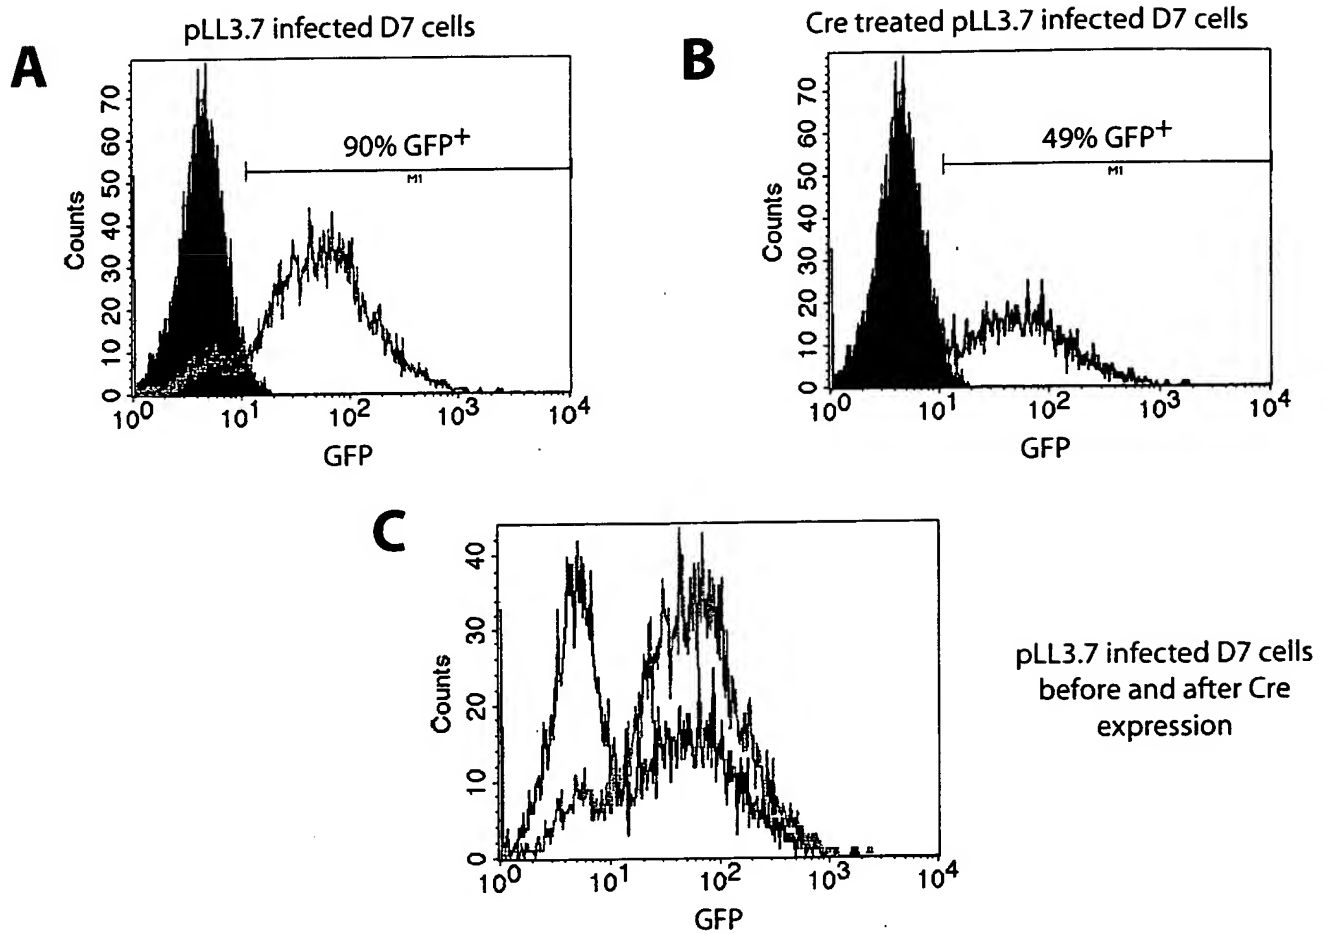 A
pLL3.7 infected D7 cells
90% GFP+
M1
Counts
0 10 20 30 40 50 60 70
10^0 10^1 10^2 10^3 10^4
GFP
B
Cre treated pLL3.7 infected D7 cells
49% GFP+
M1
Counts
0 10 20 30 40 50 60 70
10^0 10^1 10^2 10^3 10^4
GFP
C
Counts
0 10 20 30 40
10^0 10^1 10^2 10^3 10^4
GFP
pLL3.7 infected D7 cells
before and after Cre
expression